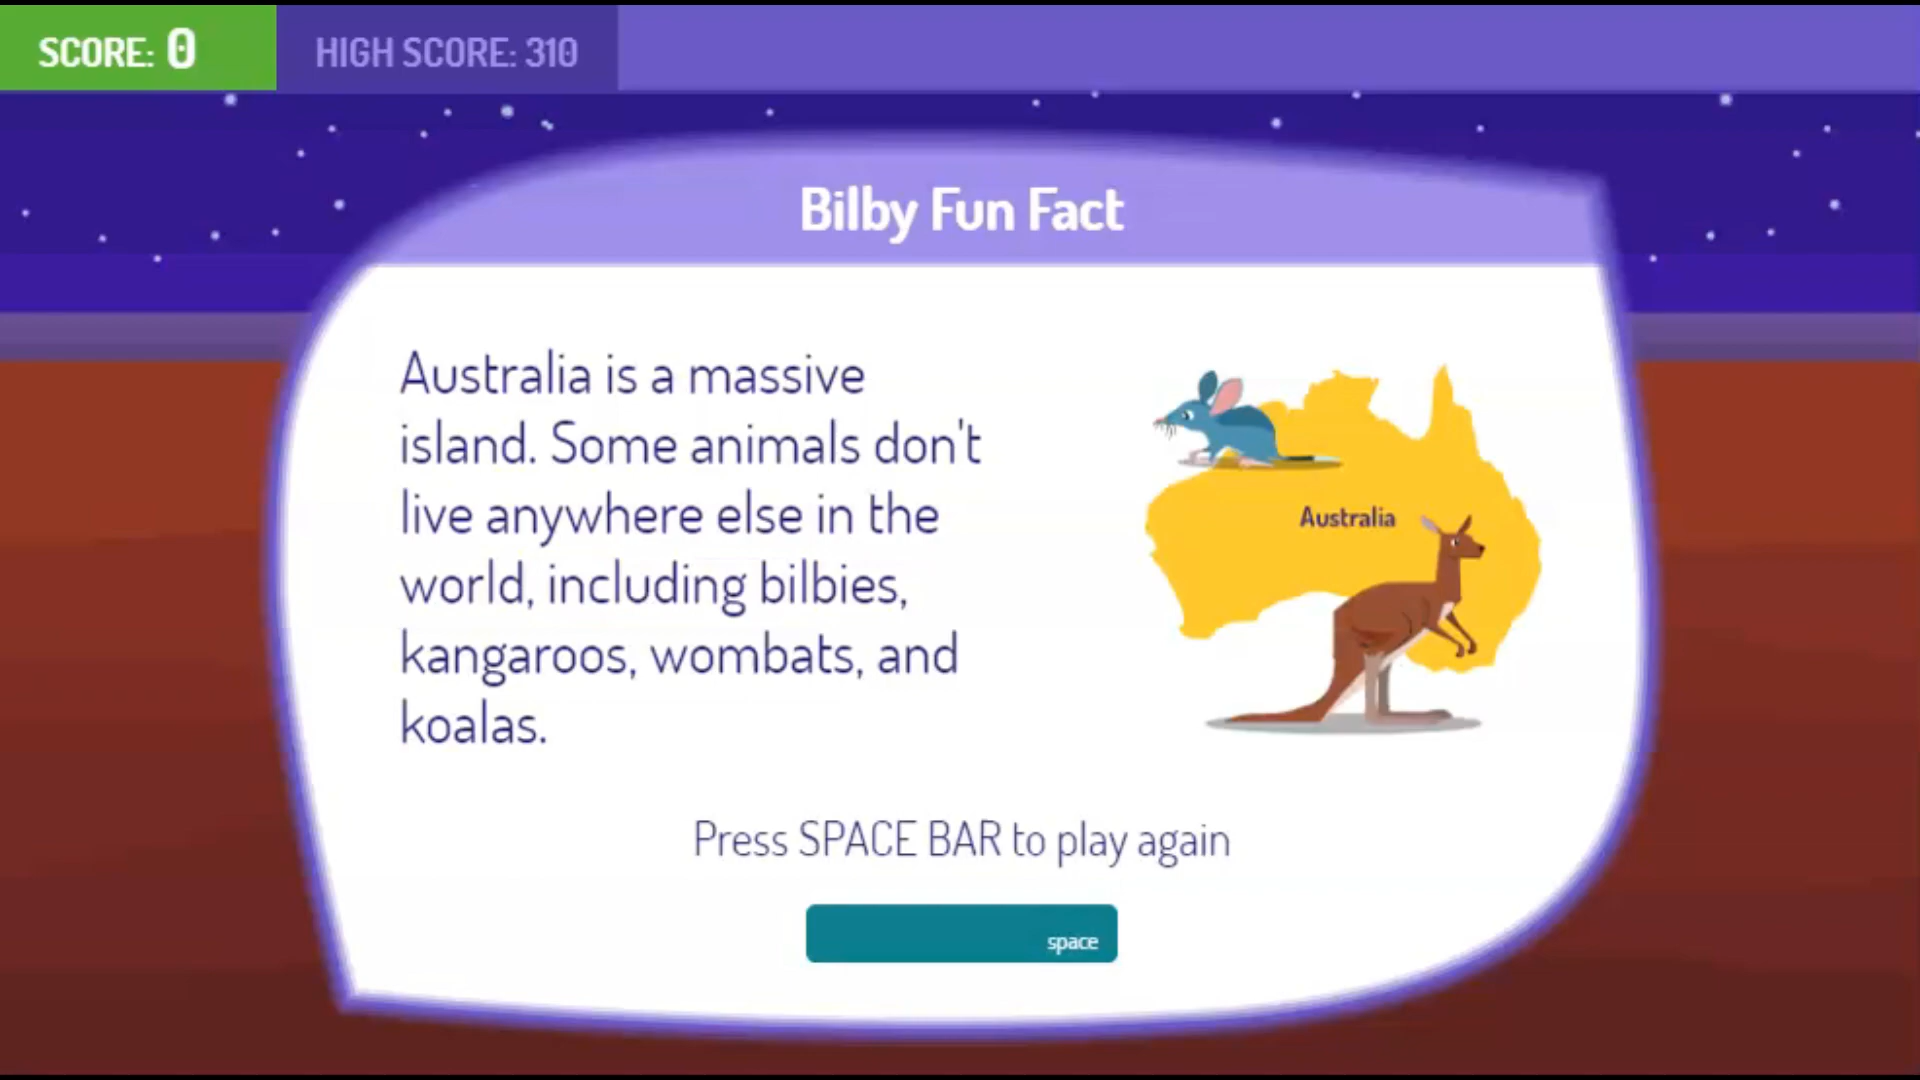 SCORE: 0
HIGH SCORE: 310
Bilby Fun Fact
Australia is a massive
island. Some animals don't
live anywhere else in the
world, including bilbies,
kangaroos, wombats, and
koalas.
Australia
Press SPACE BAR to play again
space